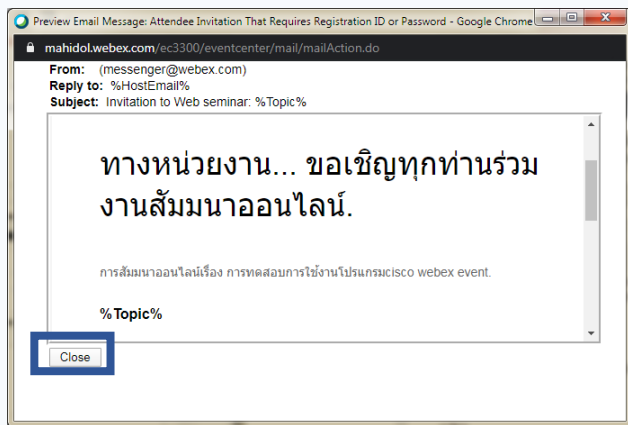 Preview Email Message: Attendee Invitation That Requires Registration ID or Password - Google Chrome
mahidol.webex.com/ec3300/eventcenter/mail/mailAction.do
From: (messenger@webex.com)
Reply to: %HostEmail%
Subject: Invitation to Web seminar: %Topic%
ทางหน่วยงาน... ขอเชิญทุกท่านร่วม
งานสัมมนาออนไลน์.
การสัมมนาออนไลน์เรื่อง การทดสอบการใช้งานโปรแกรมcisco webex event.
%Topic%
Close